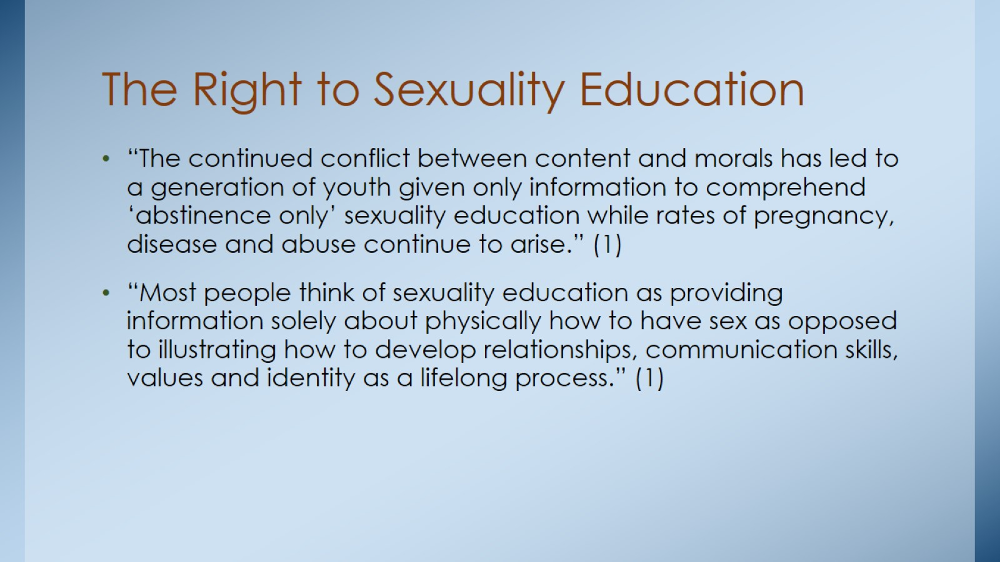 The Right to Sexuality Education
• “The continued conflict between content and morals has led to
a generation of youth given only information to comprehend
‘abstinence only’ sexuality education while rates of pregnancy,
disease and abuse continue to arise.” (1)
• “Most people think of sexuality education as providing
information solely about physically how to have sex as opposed
to illustrating how to develop relationships, communication skills,
values and identity as a lifelong process.” (1)